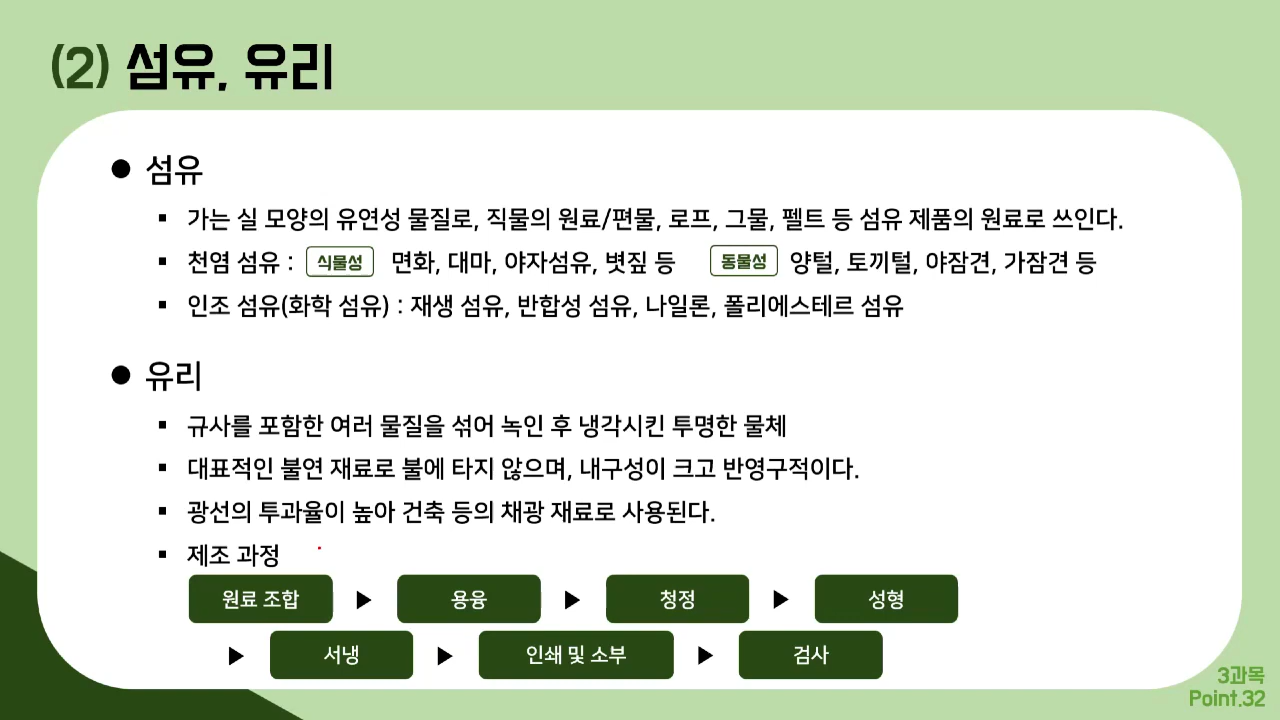 (2) 섬유, 유리
● 섬유
▪ 가는 실 모양의 유연성 물질로, 직물의 원료/편물, 로프, 그물, 펠트 등 섬유 제품의 원료로 쓰인다.
▪ 천염 섬유 : 식물성 면화, 대마, 야자섬유, 볏짚 등 동물성 양털, 토끼털, 야잠견, 가잠견 등
▪ 인조 섬유(화학 섬유) : 재생 섬유, 반합성 섬유, 나일론, 폴리에스테르 섬유
● 유리
▪ 규사를 포함한 여러 물질을 섞어 녹인 후 냉각시킨 투명한 물체
▪ 대표적인 불연 재료로 불에 타지 않으며, 내구성이 크고 반영구적이다.
▪ 광선의 투과율이 높아 건축 등의 채광 재료로 사용된다.
▪ 제조 과정
원료 조합 ▶ 용융 ▶ 청정 ▶ 성형
▶ 서냉 ▶ 인쇄 및 소부 ▶ 검사
3과목
Point.32